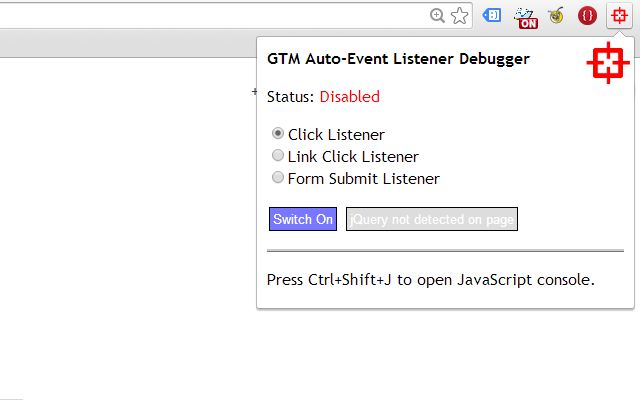 ON
GTM Auto-Event Listener Debugger
Status: Disabled
Click Listener
Link Click Listener
Form Submit Listener
Switch On jQuery not detected on page
Press Ctrl+Shift+J to open JavaScript console.